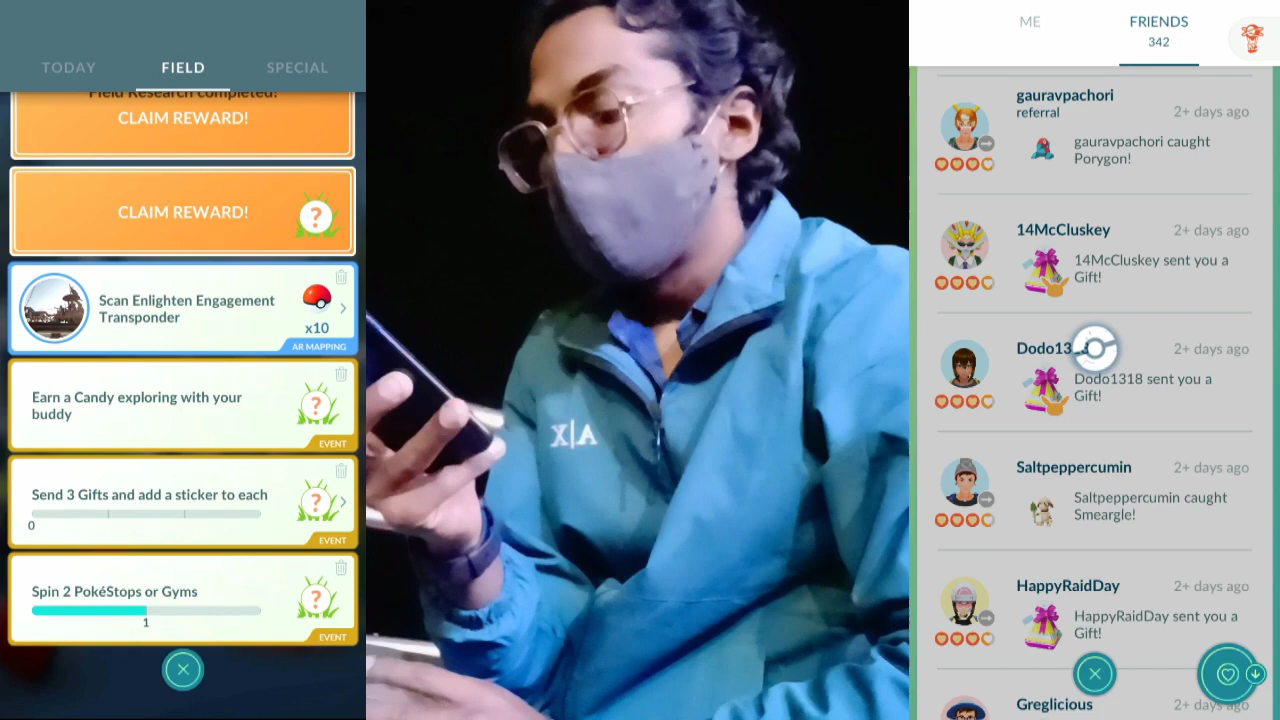 TODAY
FIELD
SPECIAL
Field Research completed!
CLAIM REWARD!
CLAIM REWARD!
?
Scan Enlighten Engagement
Transponder
x10
AR MAPPING
Earn a Candy exploring with your
buddy
?
EVENT
Send 3 Gifts and add a sticker to each
0
?
EVENT
Spin 2 PokéStops or Gyms
1
?
EVENT
X|A
ME
FRIENDS
342
gauravpachori
referral
2+ days ago
gauravpachori caught
Porygon!
14McCluskey
2+ days ago
14McCluskey sent you a
Gift!
Dodo1318
2+ days ago
Dodo1318 sent you a
Gift!
Saltpeppercumin
2+ days ago
Saltpeppercumin caught
Smeargle!
HappyRaidDay
2+ days ago
HappyRaidDay sent you a
Gift!
Greglicious
2+ days ago